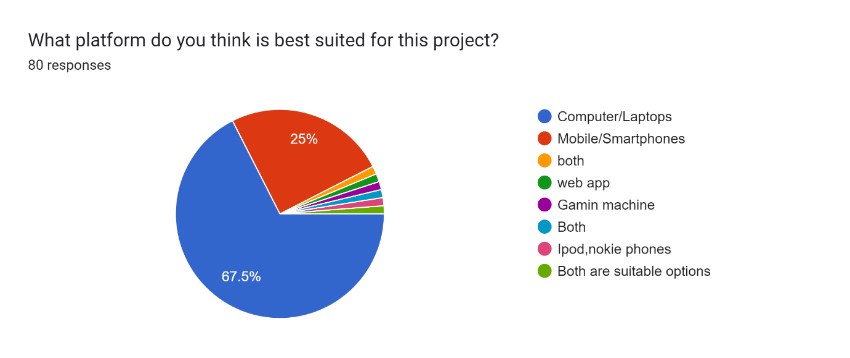 What platform do you think is best suited for this project?
80 responses
25%
67.5%
Computer/Laptops
Mobile/Smartphones
both
web app
Gamin machine
Both
Ipod,nokie phones
Both are suitable options